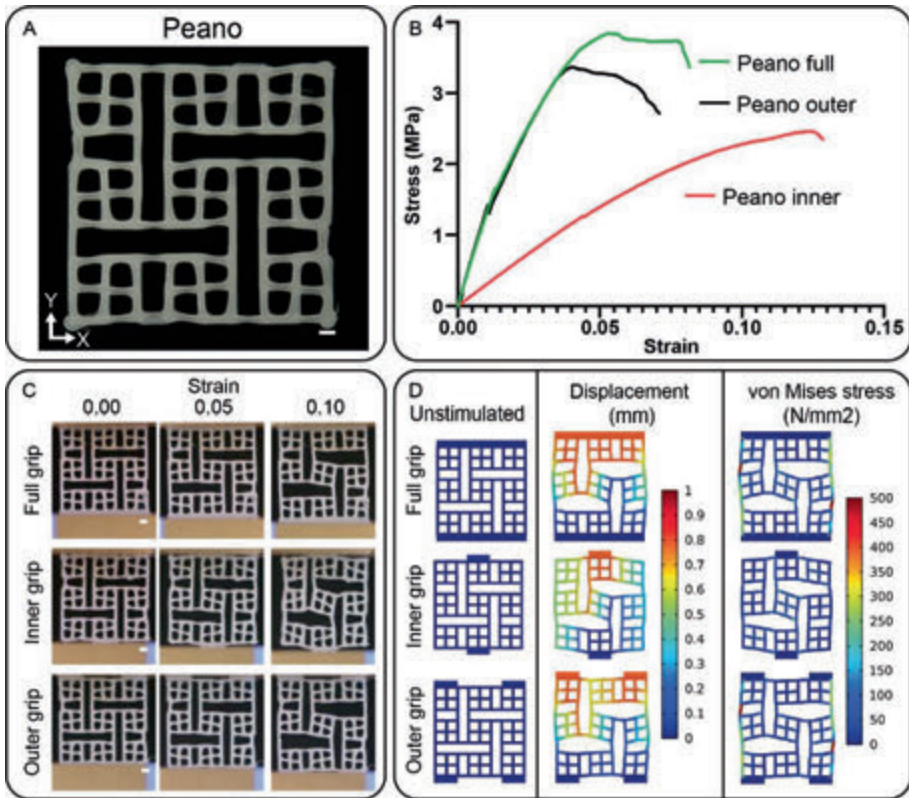 A
Peano
Y
X
B
Stress (MPa)
4
3
2
1
0
0.00
0.05
0.10
0.15
Strain
Peano full
Peano outer
Peano inner
C
Strain
0.00
0.05
0.10
Full grip
Inner grip
Outer grip
D
Unstimulated
Displacement
(mm)
von Mises stress
(N/mm2)
Full grip
Inner grip
Outer grip
1
0.9
0.8
0.7
0.6
0.5
0.4
0.3
0.2
0.1
0
500
450
400
350
300
250
200
150
100
50
0